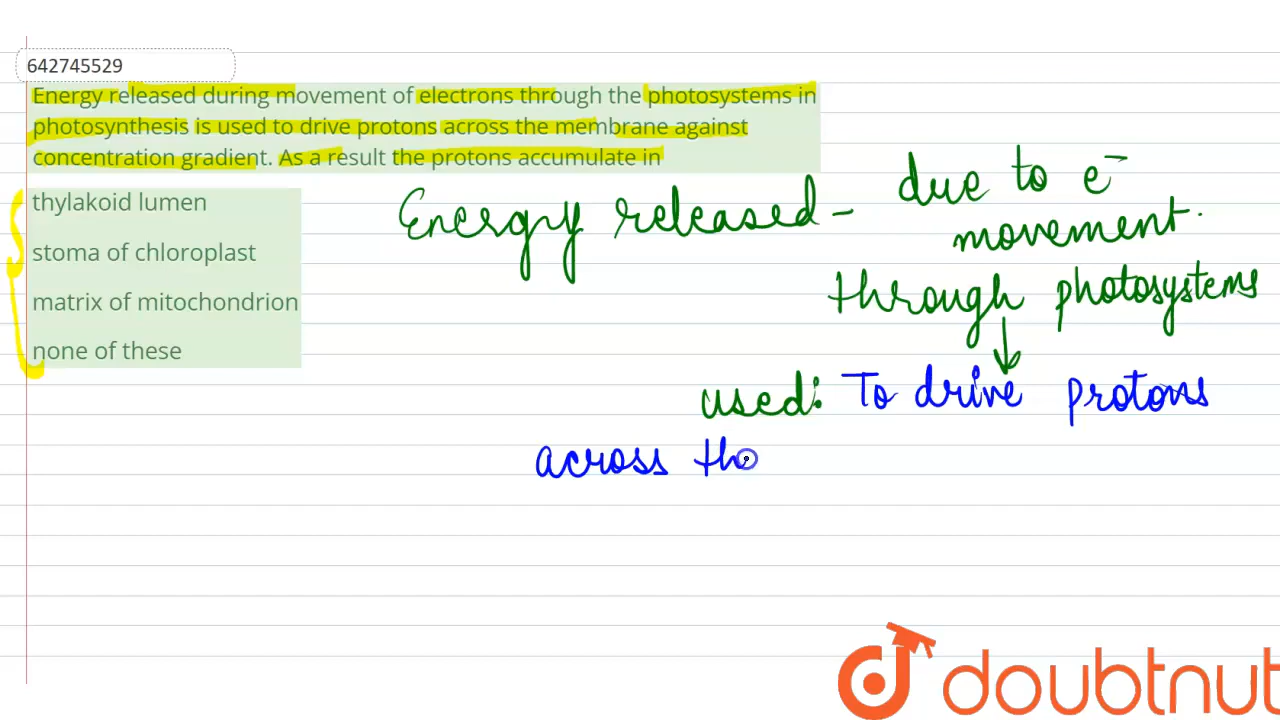 642745529
Energy released during movement of electrons through the photosystems in
photosynthesis is used to drive protons across the membrane against
concentration gradient. As a result the protons accumulate in
thylakoid lumen
stoma of chloroplast
matrix of mitochondrion
none of these
Energy released - due to e⁻
movement.
through photosystems
used: To drive protons
across the
doubtnut